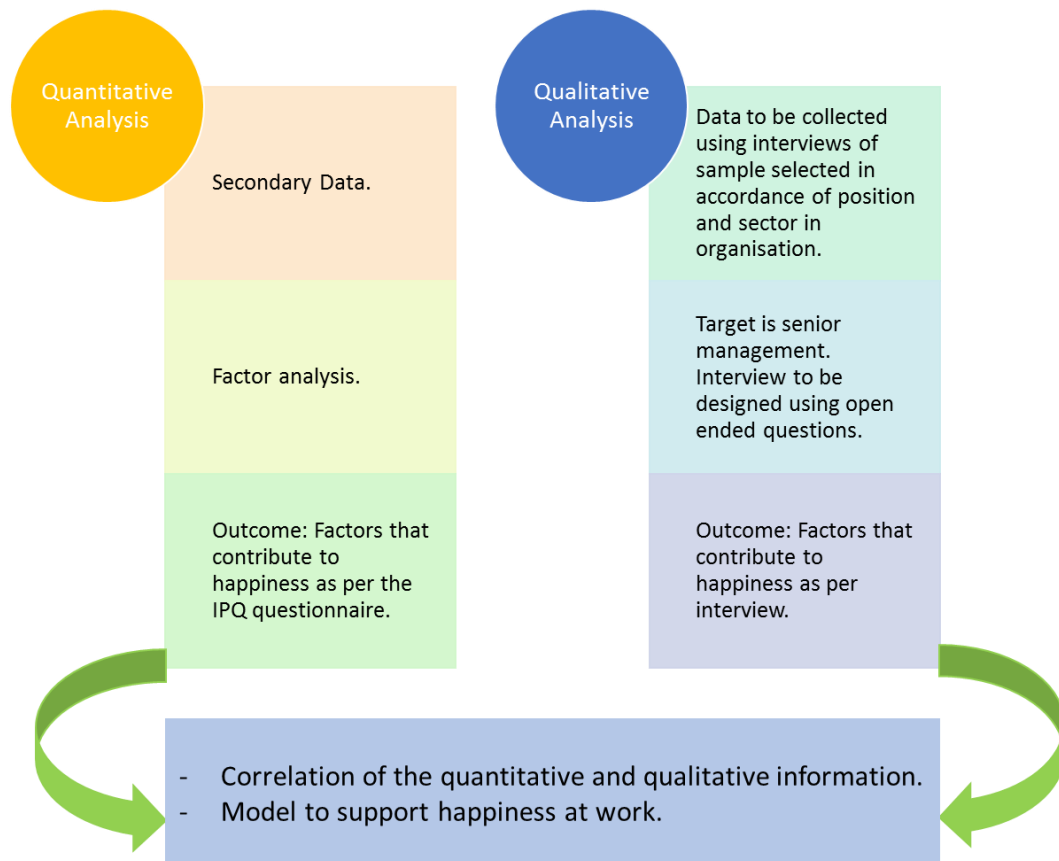 Quantitative
Analysis
Secondary Data.
Factor analysis.
Outcome: Factors that
contribute to
happiness as per the
IPQ questionnaire.
Qualitative
Analysis
Data to be collected
using interviews of
sample selected in
accordance of position
and sector in
organisation.
Target is senior
management.
Interview to be
designed using open
ended questions.
Outcome: Factors that
contribute to
happiness as per
interview.
- Correlation of the quantitative and qualitative information.
- Model to support happiness at work.